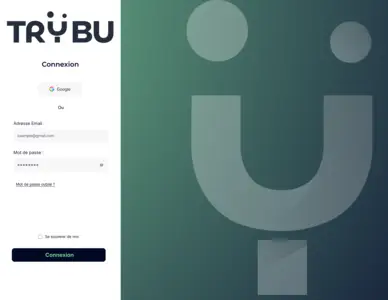 TRYBU
Connexion
Google
Ou
Adresse Email :
example@gmail.com
Mot de passe :
Mot de passe oublié ?
Se souvenir de moi
Connexion